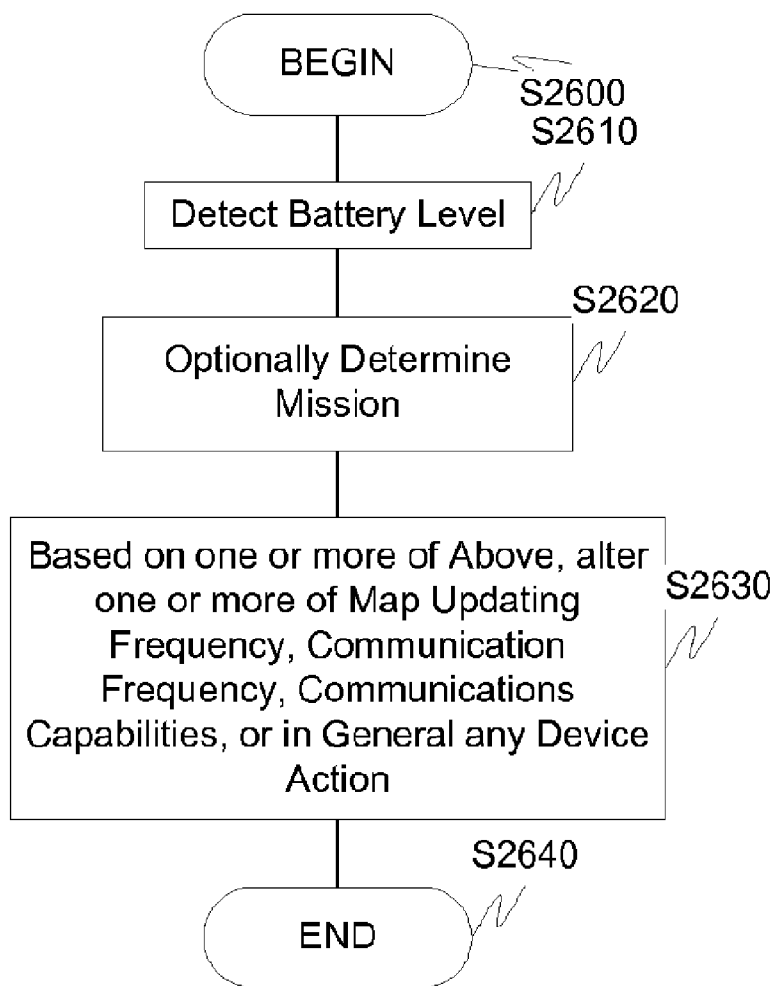 BEGIN
S2600
S2610
Detect Battery Level
S2620
Optionally Determine
Mission
Based on one or more of Above, alter
one or more of Map Updating
Frequency, Communication
Frequency, Communications
Capabilities, or in General any Device
Action
S2630
S2640
END